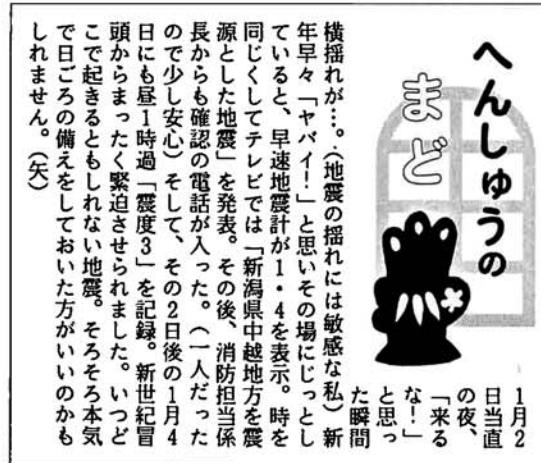 へんしゅうの
まど
1月2
日当直
の夜、
「来る
な！」
と思っ
た瞬間
横揺れが…。（地震の揺れには敏感な私）新
年早々「ヤバイ！」と思いその場にじっとし
ていると、早速地震計が1・4を表示。時を
同じくしてテレビでは「新潟県中越地方を震
源とした地震」を発表。その後、消防担当係
長からも確認の電話が入った。（一人だった
ので少し安心）そして、その2日後の1月4
日にも昼1時過「震度3」を記録。新世紀冒
頭からまったく緊迫させられました。いつど
こで起きるともしれない地震。そろそろ本気
で日ごろの備えをしておいた方がいいのかも
しれません。（矢）